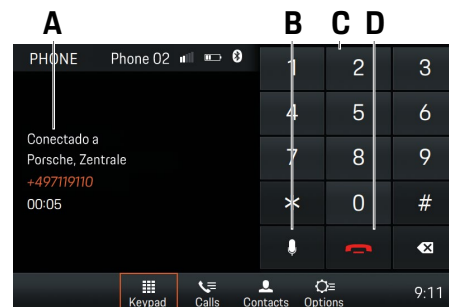 A B C D
PHONE Phone 02
1 2 3
4 5 6
Conectado a
Porsche, Zentrale
7 8 9
+497119110
00:05
* 0 #
Keypad Calls Contacts Options 9:11